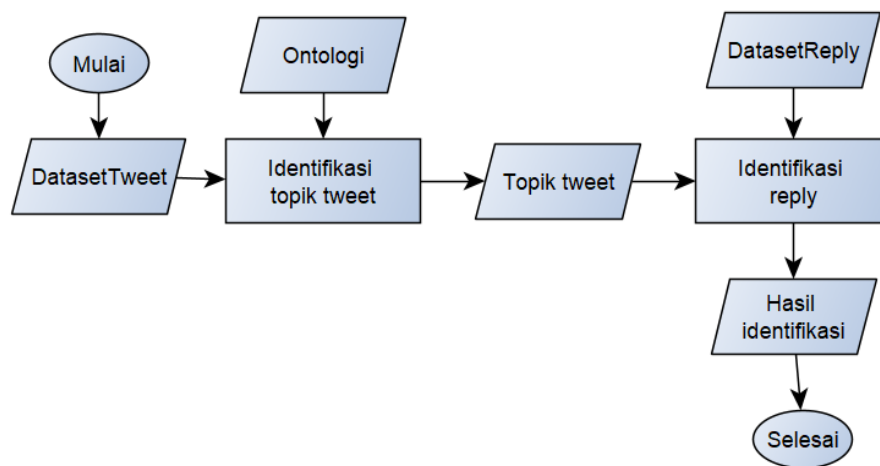 Mulai
DatasetTweet
Ontologi
Identifikasi
topik tweet
Topik tweet
DatasetReply
Identifikasi
reply
Hasil
identifikasi
Selesai